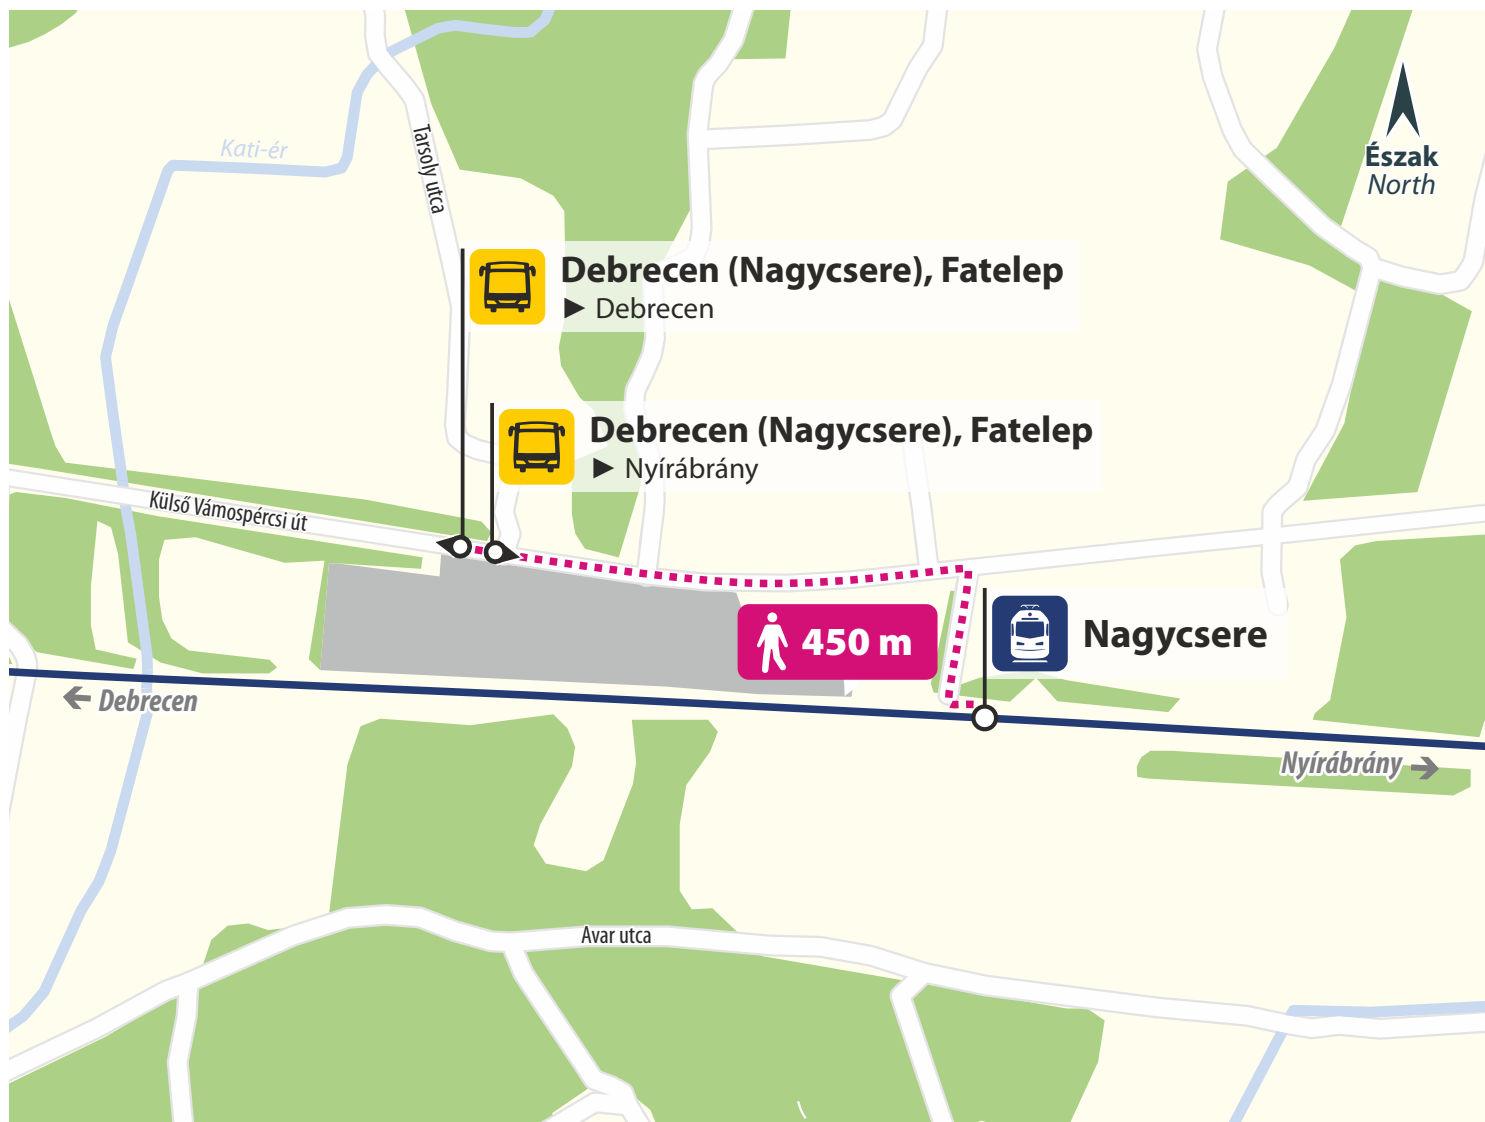 Kati-ér
Tarsoly utca
Észak
North
Debrecen (Nagycsere), Fatelep
► Debrecen
Debrecen (Nagycsere), Fatelep
► Nyírábrány
Külső Vámospércsi út
450 m
Nagycsere
← Debrecen
Nyírábrány →
Avar utca